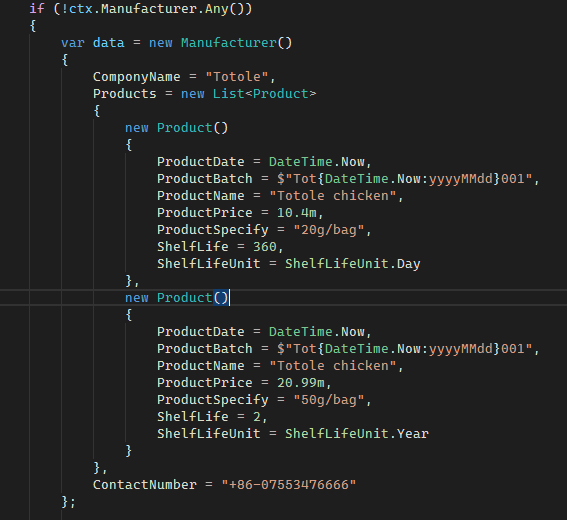 if (!ctx.Manufacturer.Any())
{
var data = new Manufacturer()
{
ComponyName = "Totole",
Products = new List<Product>
{
new Product()
{
ProductDate = DateTime.Now,
ProductBatch = $"Tot{DateTime.Now:yyyyMMdd}001",
ProductName = "Totole chicken",
ProductPrice = 10.4m,
ProductSpecify = "20g/bag",
ShelfLife = 360,
ShelfLifeUnit = ShelfLifeUnit.Day
},
new Product()
{
ProductDate = DateTime.Now,
ProductBatch = $"Tot{DateTime.Now:yyyyMMdd}001",
ProductName = "Totole chicken",
ProductPrice = 20.99m,
ProductSpecify = "50g/bag",
ShelfLife = 2,
ShelfLifeUnit = ShelfLifeUnit.Year
}
},
ContactNumber = "+86-07553476666"
};